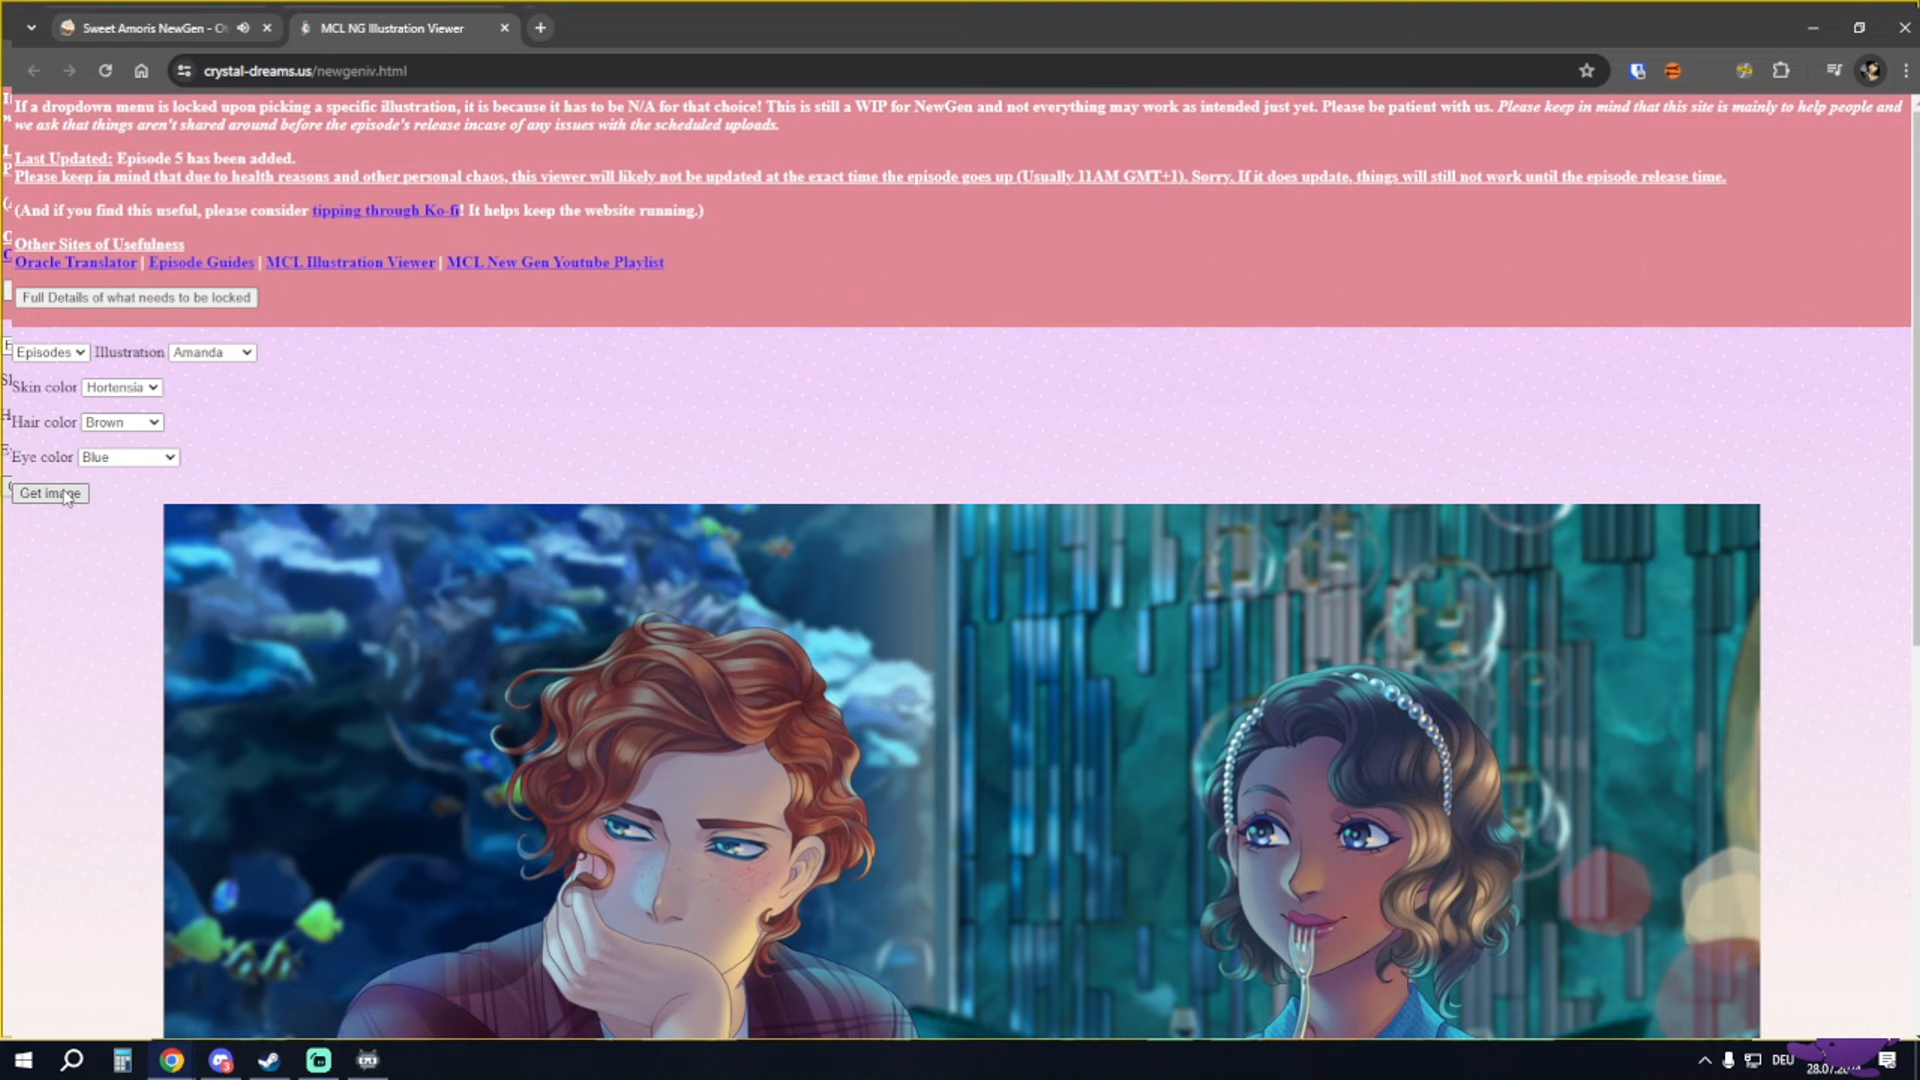 Sweet Amoris NewGen - O
MCL NG Illustration Viewer
crystal-dreams.us/newgeniv.html
If a dropdown menu is locked upon picking a specific illustration, it is because it has to be N/A for that choice! This is still a WIP for NewGen and not everything may work as intended just yet. Please be patient with us. Please keep in mind that this site is mainly to help people and
we ask that things aren't shared around before the episode's release incase of any issues with the scheduled uploads.
Last Updated: Episode 5 has been added.
Please keep in mind that due to health reasons and other personal chaos, this viewer will likely not be updated at the exact time the episode goes up (Usually 11AM GMT+1). Sorry. If it does update, things will still not work until the episode release time.
(And if you find this useful, please consider tipping through Ko-fi! It helps keep the website running.)
Other Sites of Usefulness
Oracle Translator | Episode Guides | MCL Illustration Viewer | MCL New Gen Youtube Playlist
Full Details of what needs to be locked
Episodes Illustration Amanda
Skin color Hortensia
Hair color Brown
Eye color Blue
Get image
3
DEU
28.07.20